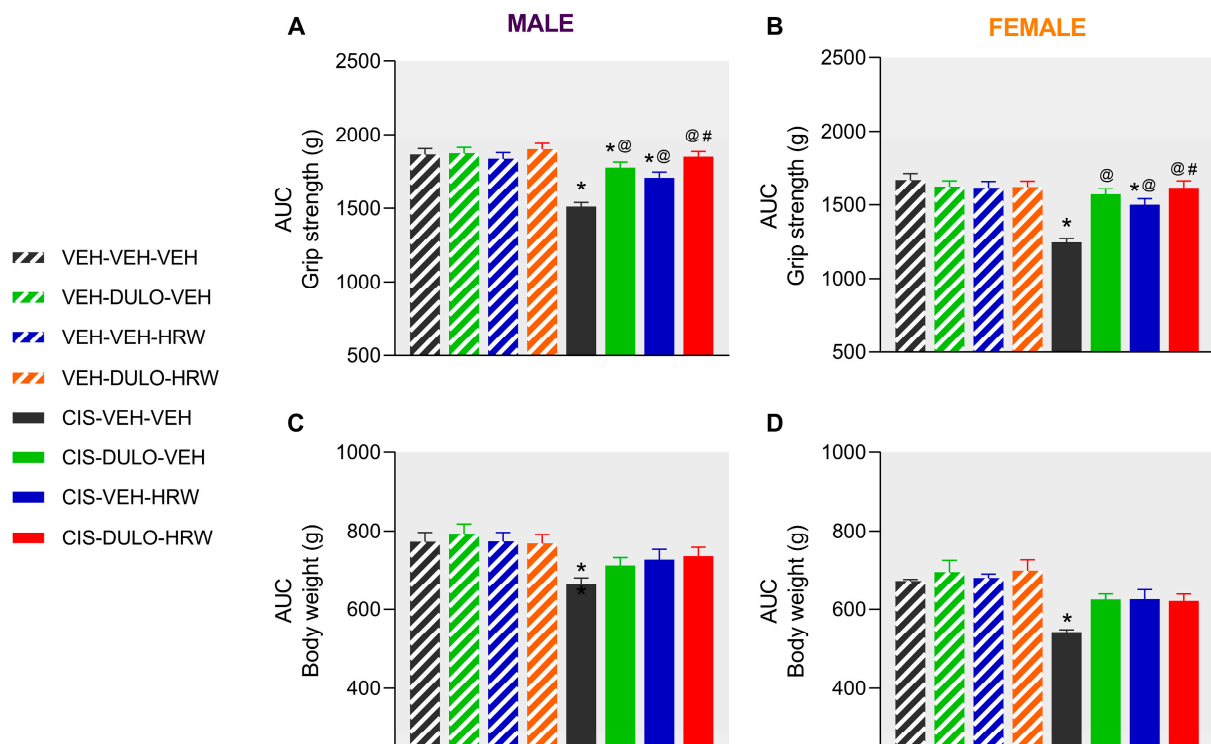 A
MALE
B
FEMALE
2500
2000
1500
1000
500
AUC
Grip strength (g)
*
* @
* @
@ #
2500
2000
1500
1000
500
AUC
Grip strength (g)
*
@
* @
@ #
VEH-VEH-VEH
VEH-DULO-VEH
VEH-VEH-HRW
VEH-DULO-HRW
CIS-VEH-VEH
CIS-DULO-VEH
CIS-VEH-HRW
CIS-DULO-HRW
C
1000
800
600
400
AUC
Body weight (g)
*
*
D
1000
800
600
400
AUC
Body weight (g)
*